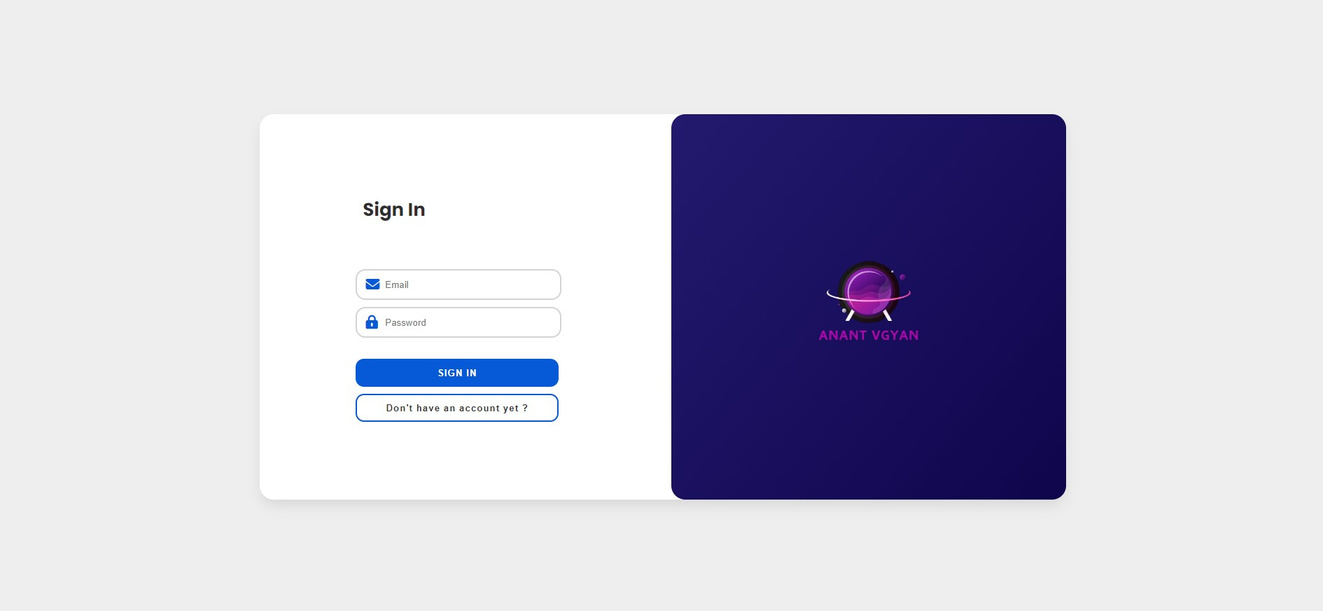 Sign In
Email
Password
SIGN IN
Don't have an account yet ?
ANANT VGYAN